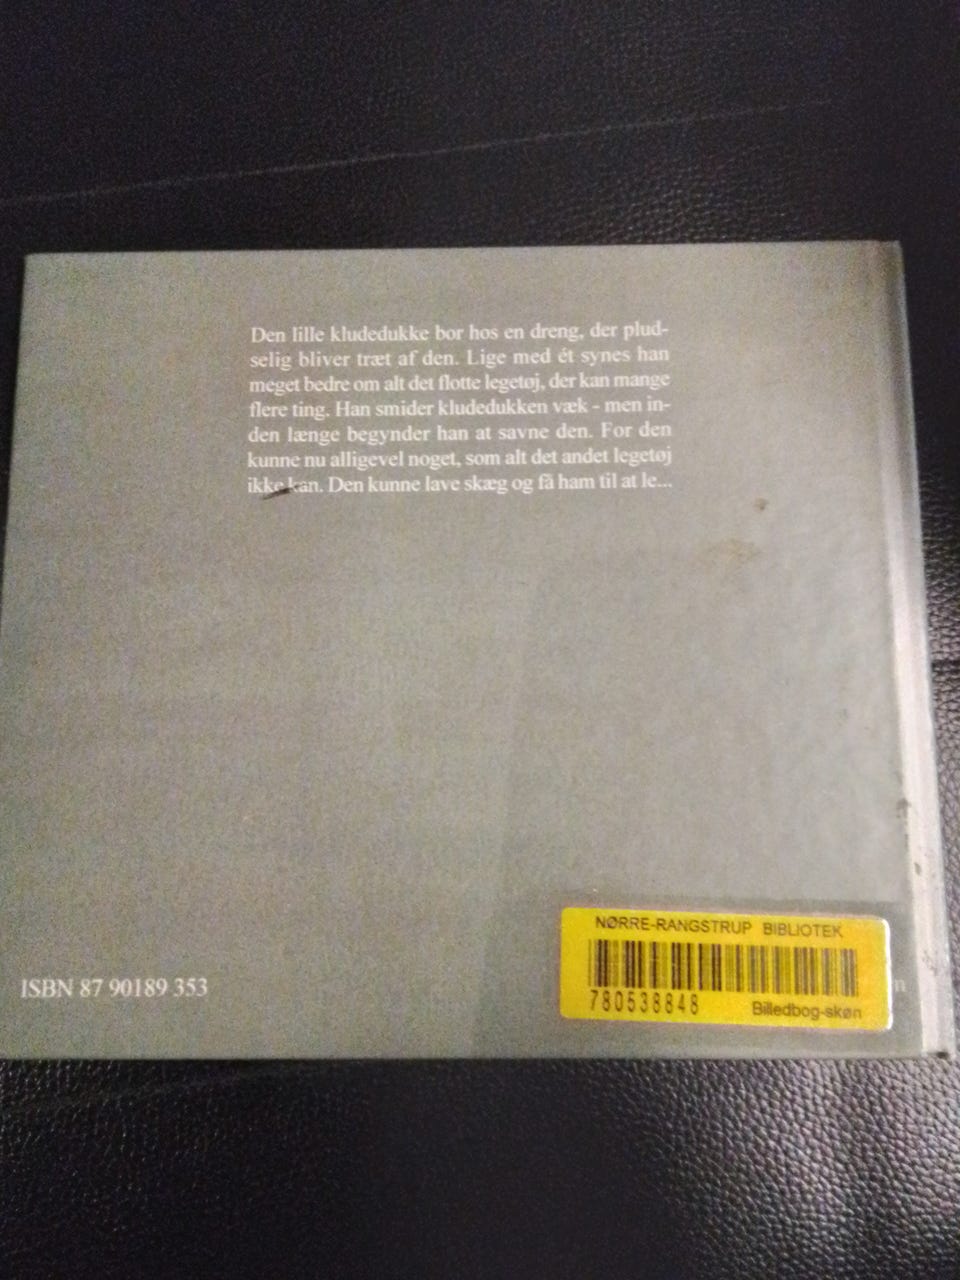 Den lille kludedukke bor hos en dreng, der plud-
selig bliver træt af den. Lige med ét synes han
meget bedre om alt det flotte legetøj, der kan mange
flere ting. Han smider kludedukken væk - men in-
den længe begynder han at savne den. For den
kunne nu alligevel noget, som alt det andet legetøj
ikke kan. Den kunne lave skæg og få ham til at le...
NØRRE-RANGSTRUP BIBLIOTEK
780538848
Billedbog-skøn
ISBN 87 90189 353